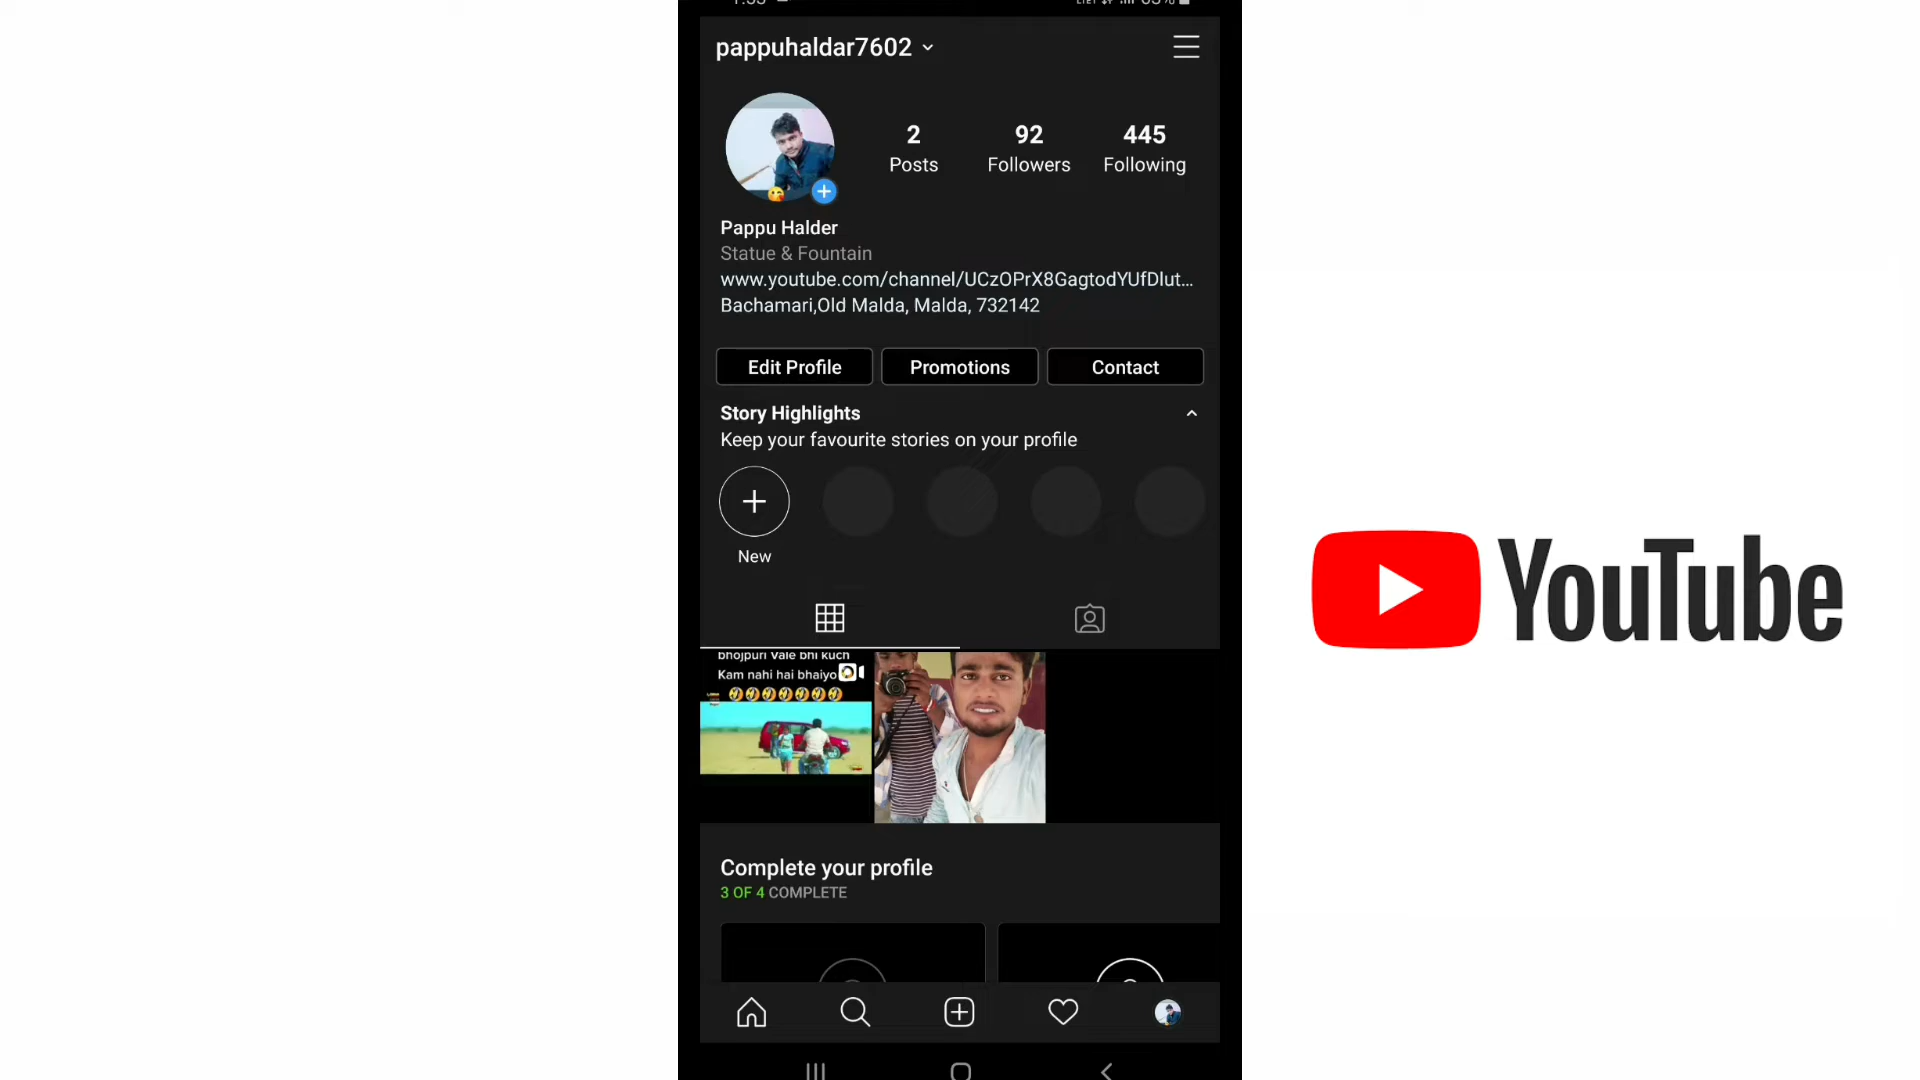 pappuhaldar7602
2
92
445
Posts
Followers
Following
Pappu Halder
Statue & Fountain
www.youtube.com/channel/UCzOPrX8GagtodYUfDlut...
Bachamari,Old Malda, Malda, 732142
Edit Profile
Promotions
Contact
Story Highlights
Keep your favourite stories on your profile
New
YouTube
bhojpuri Vale bhi kuch
Kam nahi hai bhaiyo
Complete your profile
3 OF 4 COMPLETE